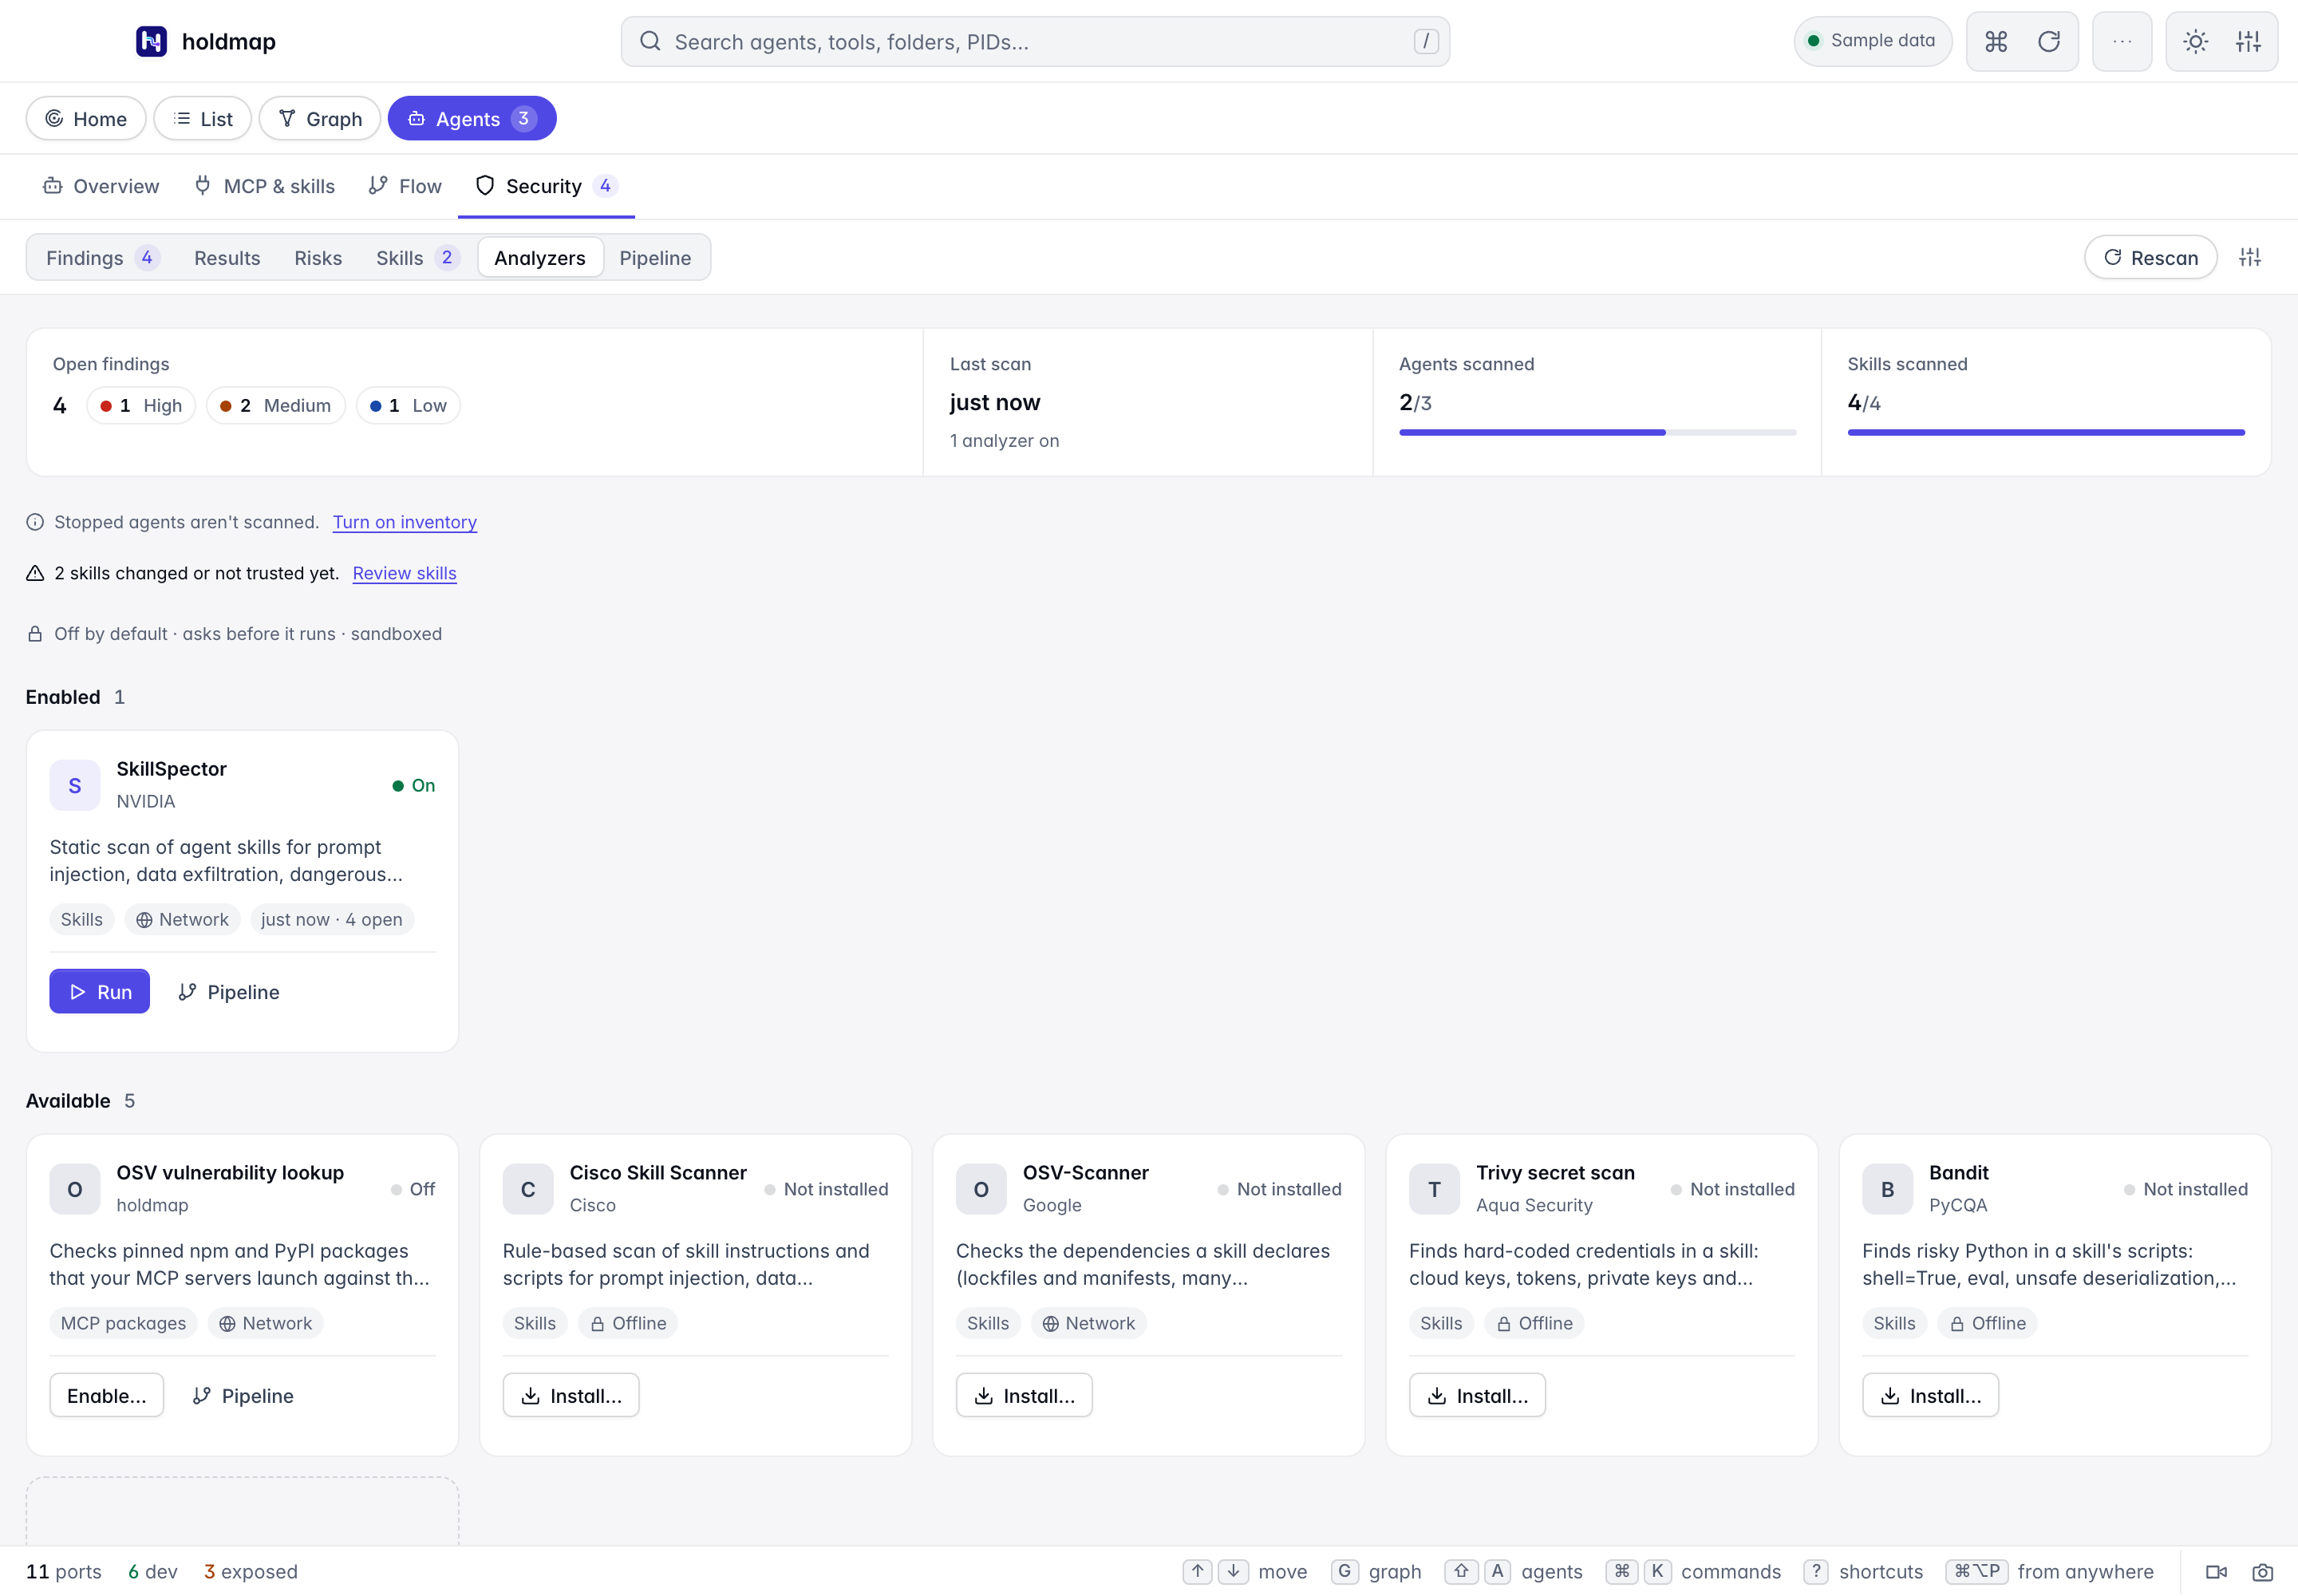 holdmap
Search agents, tools, folders, PIDs...
/
Sample data
Home
List
Graph
Agents 3
Overview
MCP & skills
Flow
Security 4
Findings 4
Results
Risks
Skills 2
Analyzers
Pipeline
Rescan
Open findings
4
1 High
2 Medium
1 Low
Last scan
just now
1 analyzer on
Agents scanned
2/3
Skills scanned
4/4
Stopped agents aren't scanned. Turn on inventory
2 skills changed or not trusted yet. Review skills
Off by default · asks before it runs · sandboxed
Enabled 1
S
SkillSpector
NVIDIA
On
Static scan of agent skills for prompt
injection, data exfiltration, dangerous...
Skills
Network
just now · 4 open
Run
Pipeline
Available 5
O
OSV vulnerability lookup
holdmap
Off
Checks pinned npm and PyPI packages
that your MCP servers launch against th...
MCP packages
Network
Enable...
Pipeline
C
Cisco Skill Scanner
Cisco
Not installed
Rule-based scan of skill instructions and
scripts for prompt injection, data...
Skills
Offline
Install...
O
OSV-Scanner
Google
Not installed
Checks the dependencies a skill declares
(lockfiles and manifests, many...
Skills
Network
Install...
T
Trivy secret scan
Aqua Security
Not installed
Finds hard-coded credentials in a skill:
cloud keys, tokens, private keys and...
Skills
Offline
Install...
B
Bandit
PyCQA
Not installed
Finds risky Python in a skill's scripts:
shell=True, eval, unsafe deserialization,...
Skills
Offline
Install...
11 ports
6 dev
3 exposed
↑ ↓ move
G graph
⇧ A agents
⌘ K commands
? shortcuts
⌘⌥P from anywhere